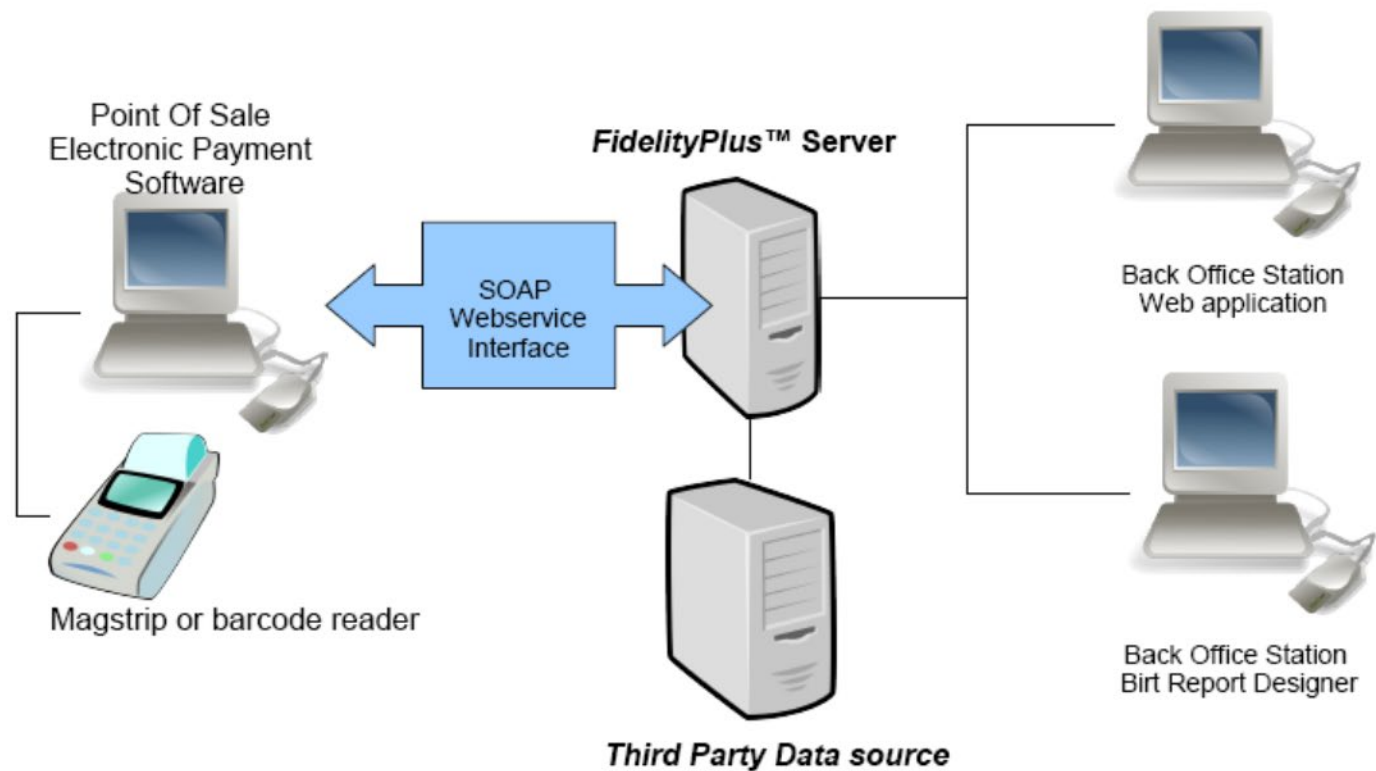 Point Of Sale
Electronic Payment
Software
FidelityPlus™ Server
SOAP
Webservice
Interface
Back Office Station
Web application
Magstrip or barcode reader
Back Office Station
Birt Report Designer
Third Party Data source